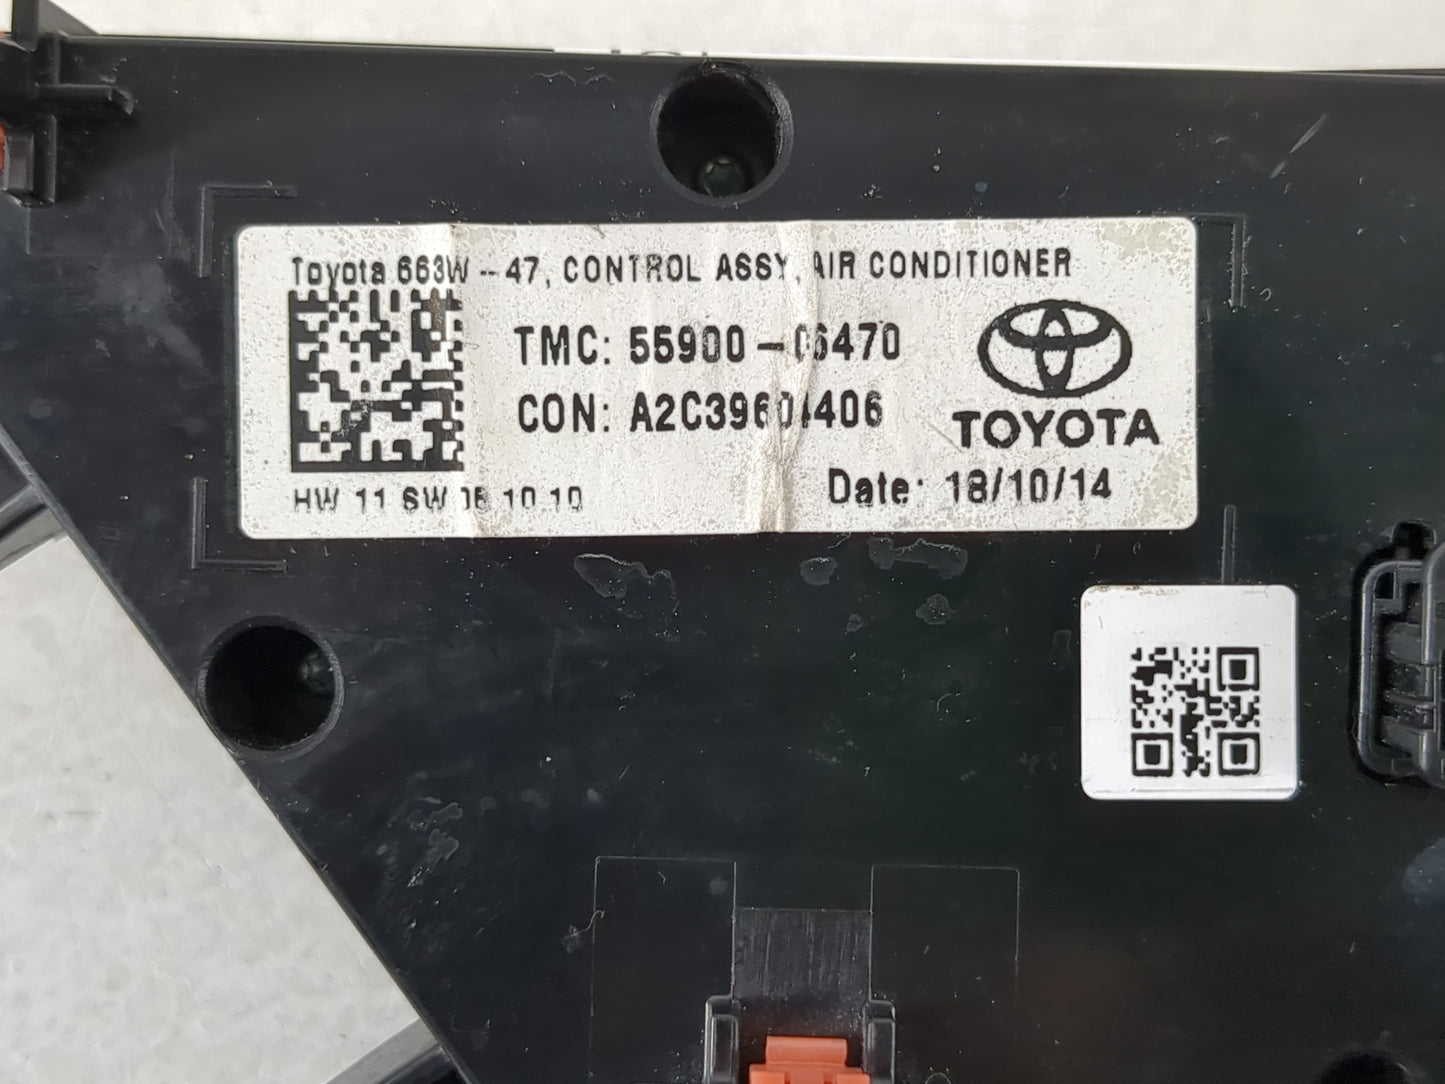 Toyota 663W-47, CONTROL ASSY, AIR CONDITIONER
TMC: 55900-06470
CON: A2C39604406
TOYOTA
HW 11 SW 10 10
Date: 18/10/14